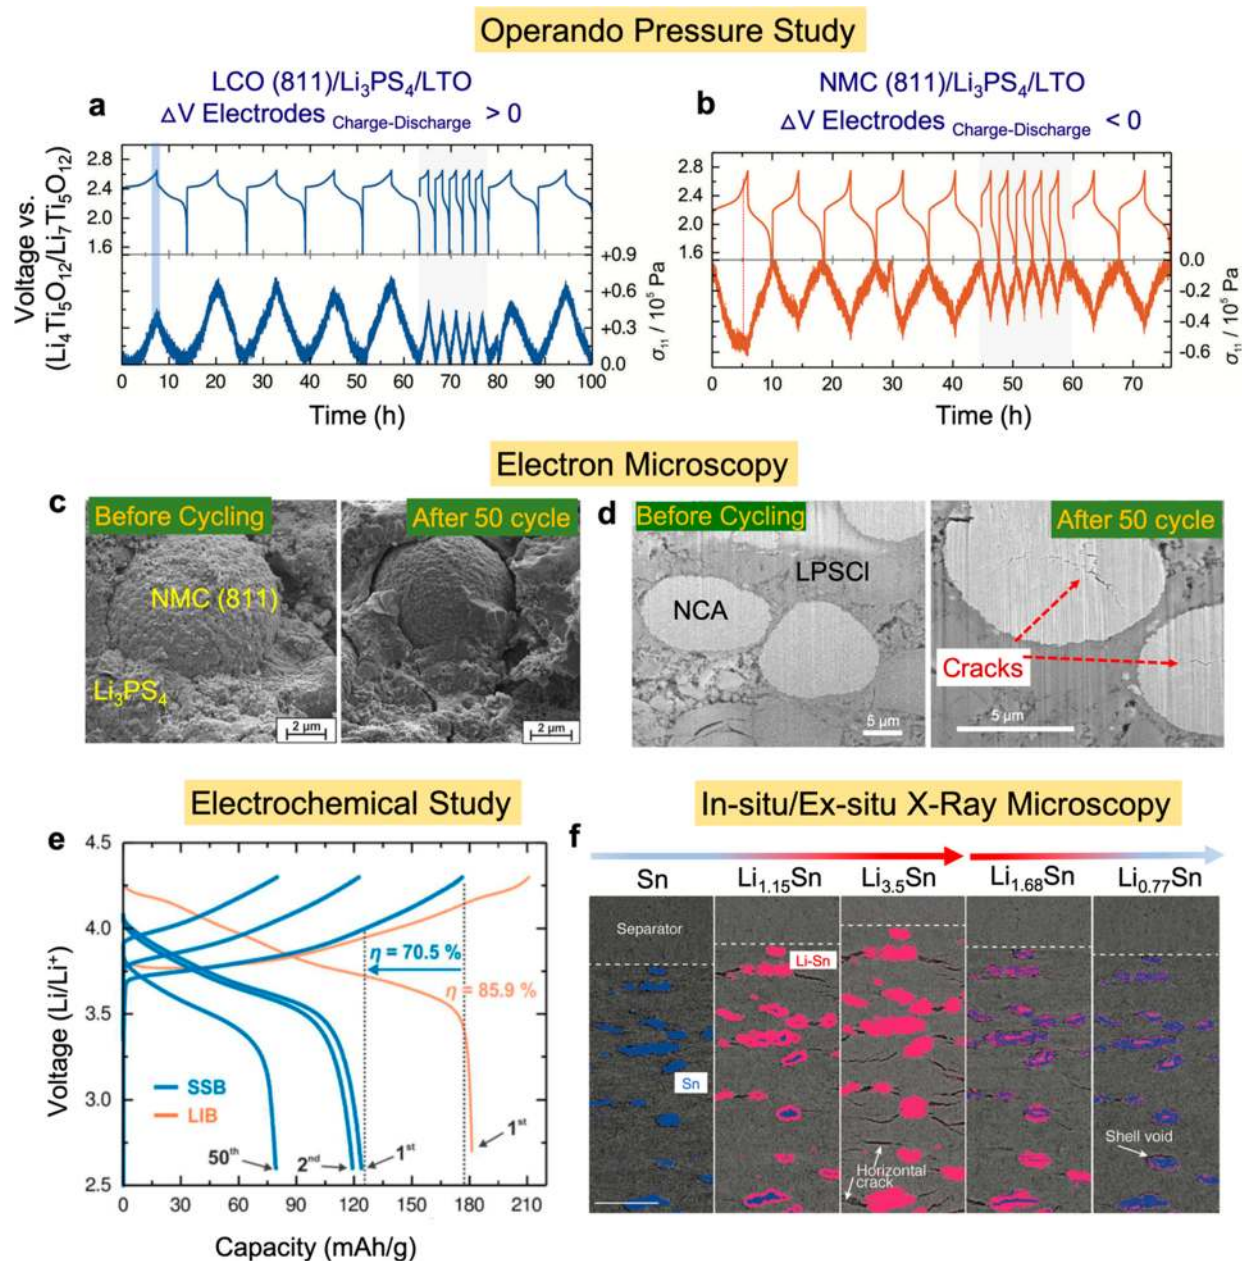 Operando Pressure Study
a
LCO (811)/Li₃PS₄/LTO
ΔV Electrodes Charge-Discharge > 0
Voltage vs.
(Li₄Ti₅O₁₂/Li₇Ti₅O₁₂)
2.8
2.4
2.0
1.6
+0.9
+0.6
+0.3
0.0
σ₁₁ / 10⁵ Pa
0 10 20 30 40 50 60 70 80 90 100
Time (h)
b
NMC (811)/Li₃PS₄/LTO
ΔV Electrodes Charge-Discharge < 0
2.8
2.4
2.0
1.6
0.0
-0.2
-0.4
-0.6
σ₁₁ / 10⁵ Pa
0 10 20 30 40 50 60 70
Time (h)
Electron Microscopy
c
Before Cycling
NMC (811)
Li₃PS₄
2 µm
After 50 cycle
2 µm
d
Before Cycling
LPSCl
NCA
5 µm
After 50 cycle
Cracks
5 µm
Electrochemical Study
e
Voltage (Li/Li⁺)
4.5
4.0
3.5
3.0
2.5
η = 70.5 %
η = 85.9 %
SSB
LIB
50th
2nd
1st
1st
0 30 60 90 120 150 180 210
Capacity (mAh/g)
In-situ/Ex-situ X-Ray Microscopy
f
Sn
Li₁.₁₅Sn
Li₃.₅Sn
Li₁.₆₈Sn
Li₀.₇₇Sn
Separator
Li-Sn
Sn
Horizontal
crack
Shell void